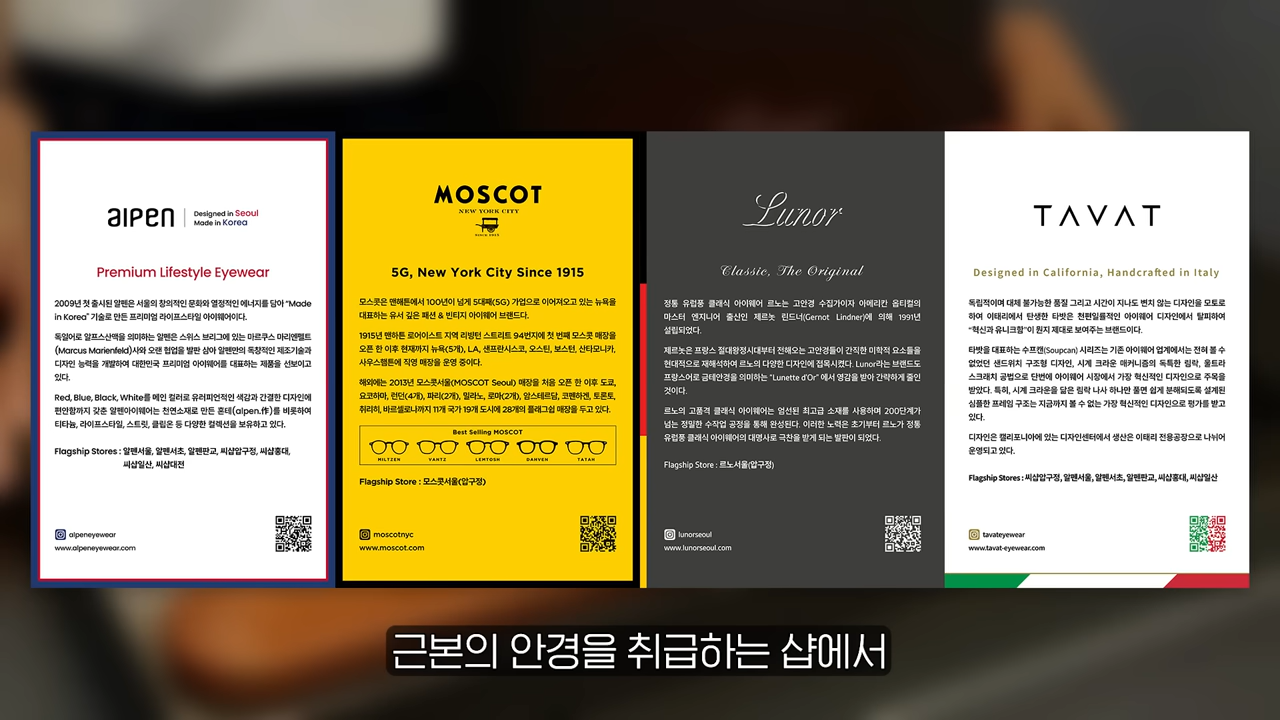 alpen
Designed in Seoul
Made in Korea
Premium Lifestyle Eyewear
2009년 첫 출시된 알펜은 서울의 창의적인 문화와 열정적인 에너지를 담아 “Made
in Korea” 기술로 만든 프리미엄 라이프스타일 아이웨어이다.
독일어로 알프스산맥을 의미하는 알펜은 스위스 브리그에 있는 마르쿠스 마리엔펠트
(Marcus Marienfeld)사와 오랜 협업을 발판 삼아 알펜만의 독창적인 제조기술과
디자인 능력을 개발하여 대한민국 프리미엄 아이웨어를 대표하는 제품을 선보이고
있다.
Red, Blue, Black, White를 메인 컬러로 유러피언적인 색감과 간결한 디자인에
편안함까지 갖춘 알펜아이웨어는 천연소재로 만든 혼테(alpen.作)를 비롯하여
티타늄, 라이프스타일, 스트릿, 클립온 등 다양한 컬렉션을 보유하고 있다.
Flagship Stores : 알펜서울, 알펜서초, 알펜판교, 씨샵압구정, 씨샵홍대,
씨샵일산, 씨샵대전
alpeneyewear
www.alpeneyewear.com
MOSCOT
NEW YORK CITY
SINCE 1915
5G, New York City Since 1915
모스콧은 맨해튼에서 100년이 넘게 5대째(5G) 가업으로 이어져오고 있는 뉴욕을
대표하는 유서 깊은 패션 & 빈티지 아이웨어 브랜드다.
1915년 맨하튼 로어이스트 지역 리빙턴 스트리트 94번지에 첫 번째 모스콧 매장을
오픈 한 이후 현재까지 뉴욕(5개), LA, 샌프란시스코, 오스틴, 보스턴, 산타모니카,
사우스햄튼에 직영 매장을 운영 중이다.
해외에는 2013년 모스콧서울(MOSCOT Seoul) 매장을 처음 오픈 한 이후 도쿄,
요코하마, 런던(4개), 파리(2개), 밀라노, 로마(2개), 암스테르담, 코펜하겐, 토론토,
취리히, 바르셀로나까지 11개 국가 19개 도시에 28개의 플래그쉽 매장을 두고 있다.
Best Selling MOSCOT
MILTZEN VANTZ LEMTOSH DAHVEN TATAH
Flagship Store : 모스콧서울(압구정)
moscotnyc
www.moscot.com
Lunor
Classic, The Original
정통 유럽풍 클래식 아이웨어 르노는 고안경 수집가이자 아메리칸 옵티컬의
마스터 엔지니어 출신인 제르노 린드너(Gernot Lindner)에 의해 1991년
설립되었다.
제르놋은 프랑스 절대왕정시대부터 전해오는 고안경들이 간직한 미학적 요소들을
현대적으로 재해석하여 르노의 다양한 디자인에 접목했다. Lunor라는 브랜드도
프랑스어로 금테안경을 의미하는 “Lunette d’Or” 에서 영감을 받아 간략하게 줄인
것이다.
르노의 고품격 클래식 아이웨어는 엄선된 최고급 소재를 사용하며 200단계가
넘는 정밀한 수작업 공정을 통해 완성된다. 이러한 노력은 초기부터 르노가 정통
유럽풍 클래식 아이웨어의 대명사로 극찬을 받게 되는 발판이 되었다.
Flagship Store : 르노서울(압구정)
lunorseoul
www.lunorseoul.com
TAVAT
Designed in California, Handcrafted in Italy
독립적이며 대체 불가능한 품질 그리고 시간이 지나도 변치 않는 디자인을 모토로
하여 이태리에서 탄생한 타밧은 천편일률적인 아이웨어 디자인에서 탈피하여
“혁신과 유니크함”이 뭔지 제대로 보여주는 브랜드이다.
타밧을 대표하는 수프캔(Soupcan) 시리즈는 기존 아이웨어 업계에서는 전혀 볼 수
없었던 샌드위치 구조형 디자인, 시계 크라운 매커니즘의 독특한 림락, 울트라
스크래치 공법으로 단번에 아이웨어 시장에서 가장 혁신적인 디자인으로 주목을
받았다. 특히, 시계 크라운을 닮은 림락 나사 하나만 풀면 쉽게 분해되도록 설계된
심플한 프레임 구조는 지금까지 볼 수 없는 가장 혁신적인 디자인으로 평가를 받고
있다.
디자인은 캘리포니아에 있는 디자인센터에서 생산은 이태리 전용공장으로 나뉘어
운영되고 있다.
Flagship Stores : 씨샵압구정, 알펜서울, 알펜서초, 알펜판교, 씨샵홍대, 씨샵일산
tavateyewear
www.tavat-eyewear.com
근본의 안경을 취급하는 샵에서